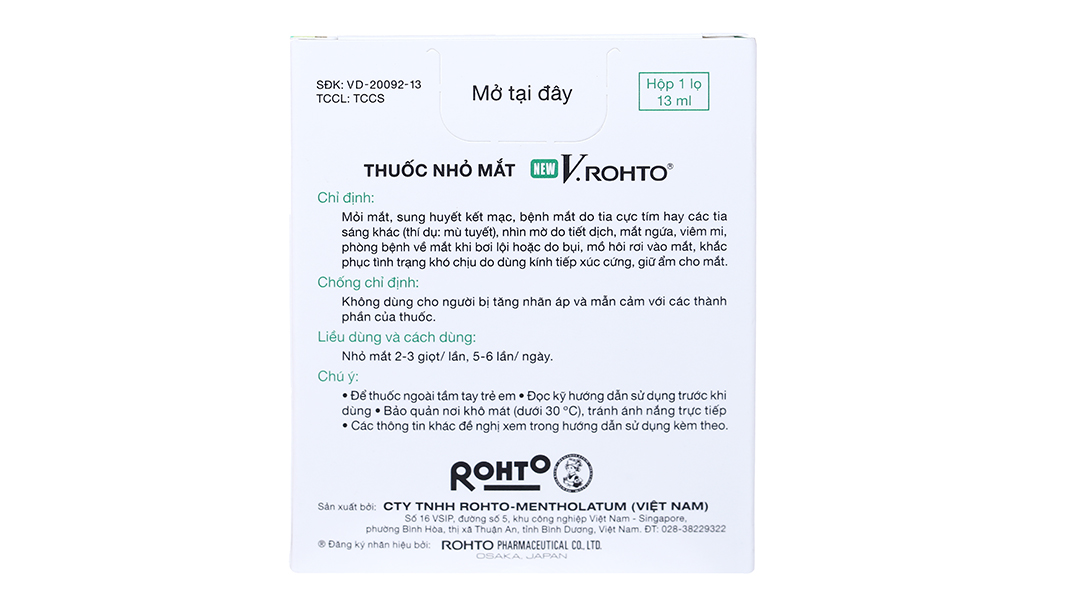 SĐK: VD-20092-13
TCCL: TCCS
Mở tại đây
Hộp 1 lọ
13 ml
THUỐC NHỎ MẮT NEW V.ROHTO®
Chỉ định:
Mỏi mắt, sung huyết kết mạc, bệnh mắt do tia cực tím hay các tia
sáng khác (thí dụ: mù tuyết), nhìn mờ do tiết dịch, mắt ngứa, viêm mi,
phòng bệnh về mắt khi bơi lội hoặc do bụi, mồ hôi rơi vào mắt, khắc
phục tình trạng khó chịu do dùng kính tiếp xúc cứng, giữ ẩm cho mắt.
Chống chỉ định:
Không dùng cho người bị tăng nhãn áp và mẫn cảm với các thành
phần của thuốc.
Liều dùng và cách dùng:
Nhỏ mắt 2-3 giọt/ lần, 5-6 lần/ ngày.
Chú ý:
• Để thuốc ngoài tầm tay trẻ em • Đọc kỹ hướng dẫn sử dụng trước khi
dùng • Bảo quản nơi khô mát (dưới 30 °C), tránh ánh nắng trực tiếp
• Các thông tin khác đề nghị xem trong hướng dẫn sử dụng kèm theo.
ROHTO
Sản xuất bởi: CTY TNHH ROHTO-MENTHOLATUM (VIỆT NAM)
Số 16 VSIP, đường số 5, khu công nghiệp Việt Nam - Singapore,
phường Bình Hòa, thị xã Thuận An, tỉnh Bình Dương, Việt Nam. ĐT: 028-38229322
® Đăng ký nhãn hiệu bởi: ROHTO PHARMACEUTICAL CO., LTD.
OSAKA, JAPAN